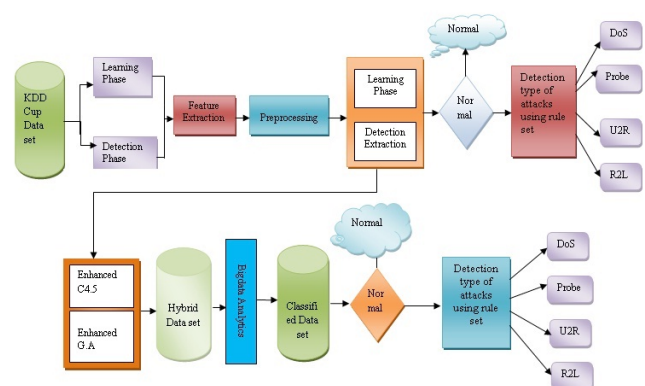 Normal
DoS
Learning
Phase
KDD
Cup Data
set
Learning
Phase
Detection
type of
attacks
using rule
set
Probe
Feature
Extraction
Preprocessing
Nor
mal
Detection
Phase
Detection
Extraction
U2R
R2L
Normal
DoS
Enhanced
C4.5
Enhanced
G.A
Hybrid
Data set
Bigdata Analytics
Classifi
ed Data
set
Nor
mal
Detection
type of
attacks
using rule
set
Probe
U2R
R2L